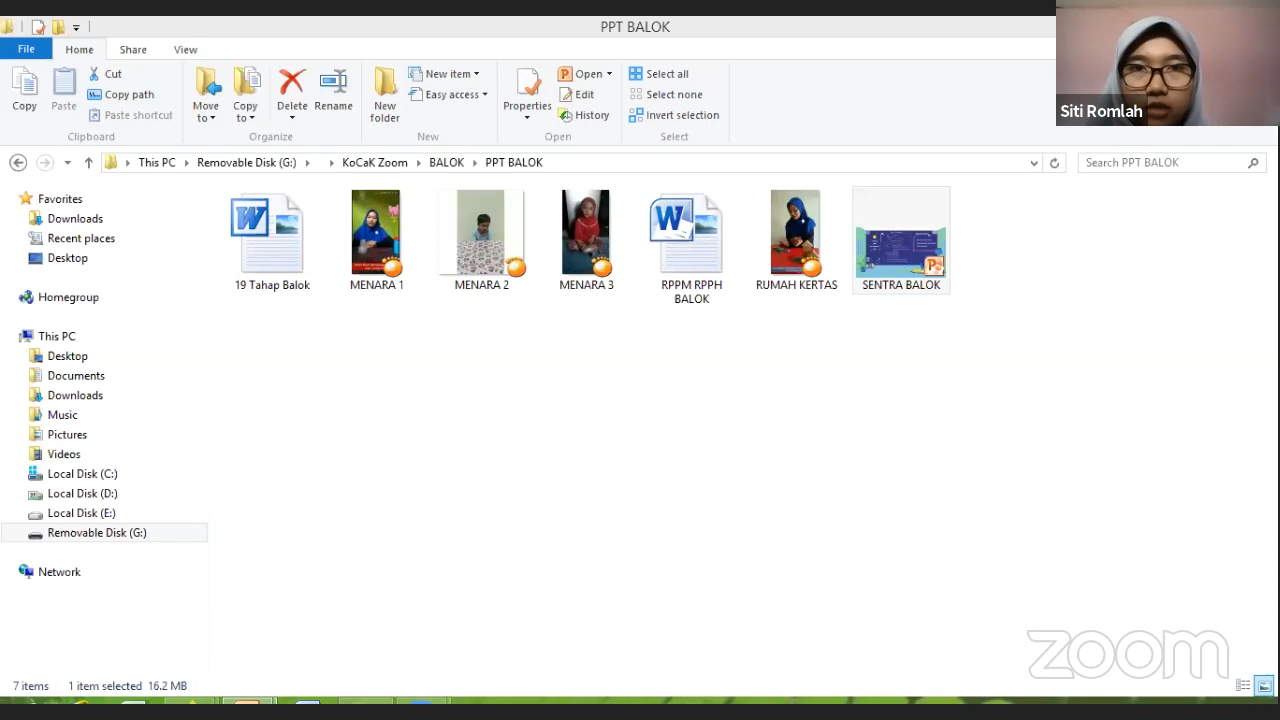 PPT BALOK
File Home Share View
Cut
Copy path
Paste shortcut
Copy Paste
Clipboard
Move to Copy to Delete Rename
Organize
New folder
New item
Easy access
New
Properties
Open
Edit
History
Open
Select all
Select none
Invert selection
Select
Siti Romlah
This PC Removable Disk (G:) KoCaK Zoom BALOK PPT BALOK
Search PPT BALOK
Favorites
Downloads
Recent places
Desktop
Homegroup
This PC
Desktop
Documents
Downloads
Music
Pictures
Videos
Local Disk (C:)
Local Disk (D:)
Local Disk (E:)
Removable Disk (G:)
Network
19 Tahap Balok
MENARA 1
MENARA 2
MENARA 3
RPPM RPPH
BALOK
RUMAH KERTAS
SENTRA BALOK
zoom
7 items 1 item selected 16.2 MB